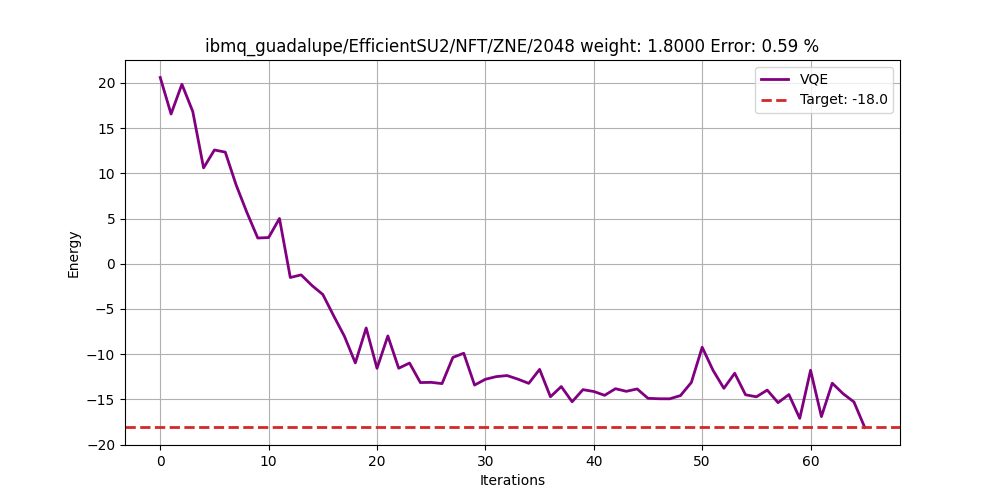 ibmq_guadalupe/EfficientSU2/NFT/ZNE/2048 weight: 1.8000 Error: 0.59 %
VQE
Target: -18.0
Energy
20
15
10
5
0
−5
−10
−15
−20
0 10 20 30 40 50 60
Iterations